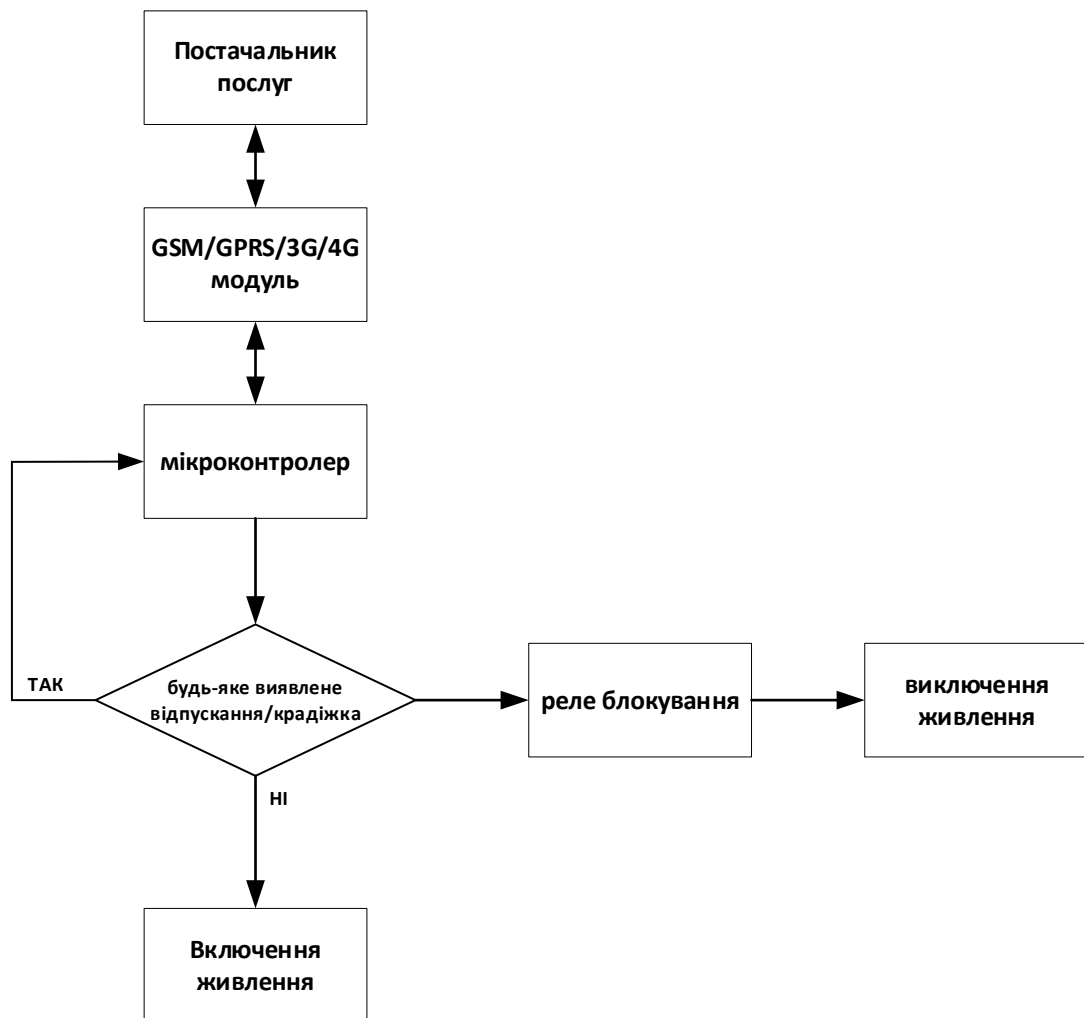 Постачальник
послуг
GSM/GPRS/3G/4G
модуль
мікроконтролер
ТАК
будь-яке виявлене
відпускання/крадіжка
реле блокування
виключення
живлення
НІ
Включення
живлення